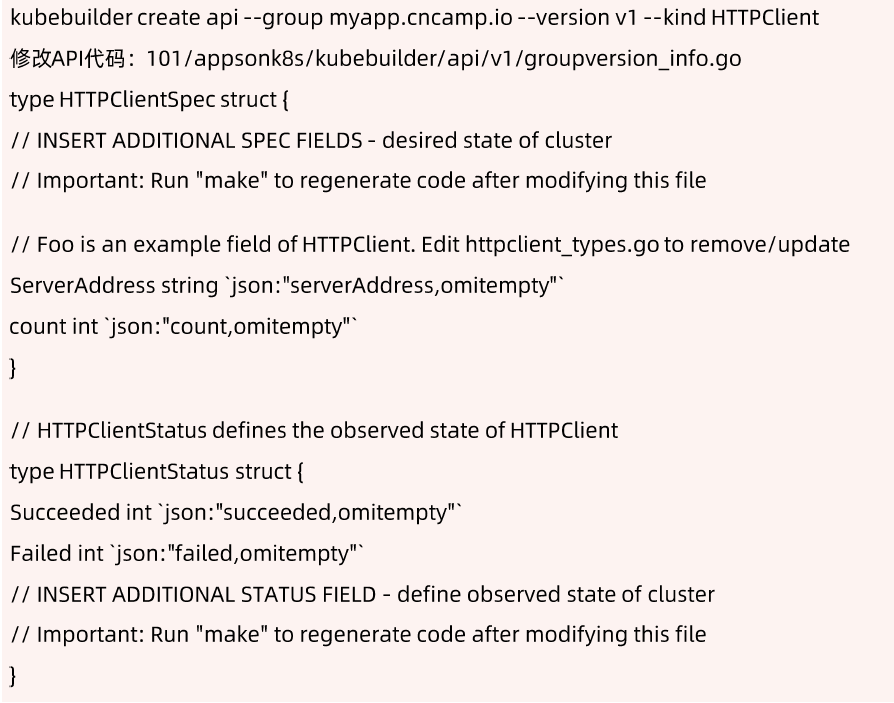 kubebuilder create api --group myapp.cncamp.io --version v1 --kind HTTPClient
修改API代码：101/appsonk8s/kubebuilder/api/v1/groupversion_info.go
type HTTPClientSpec struct {
// INSERT ADDITIONAL SPEC FIELDS - desired state of cluster
// Important: Run "make" to regenerate code after modifying this file
// Foo is an example field of HTTPClient. Edit httpclient_types.go to remove/update
ServerAddress string `json:"serverAddress,omitempty"`
count int `json:"count,omitempty"`
}
// HTTPClientStatus defines the observed state of HTTPClient
type HTTPClientStatus struct {
Succeeded int `json:"succeeded,omitempty"`
Failed int `json:"failed,omitempty"`
// INSERT ADDITIONAL STATUS FIELD - define observed state of cluster
// Important: Run "make" to regenerate code after modifying this file
}